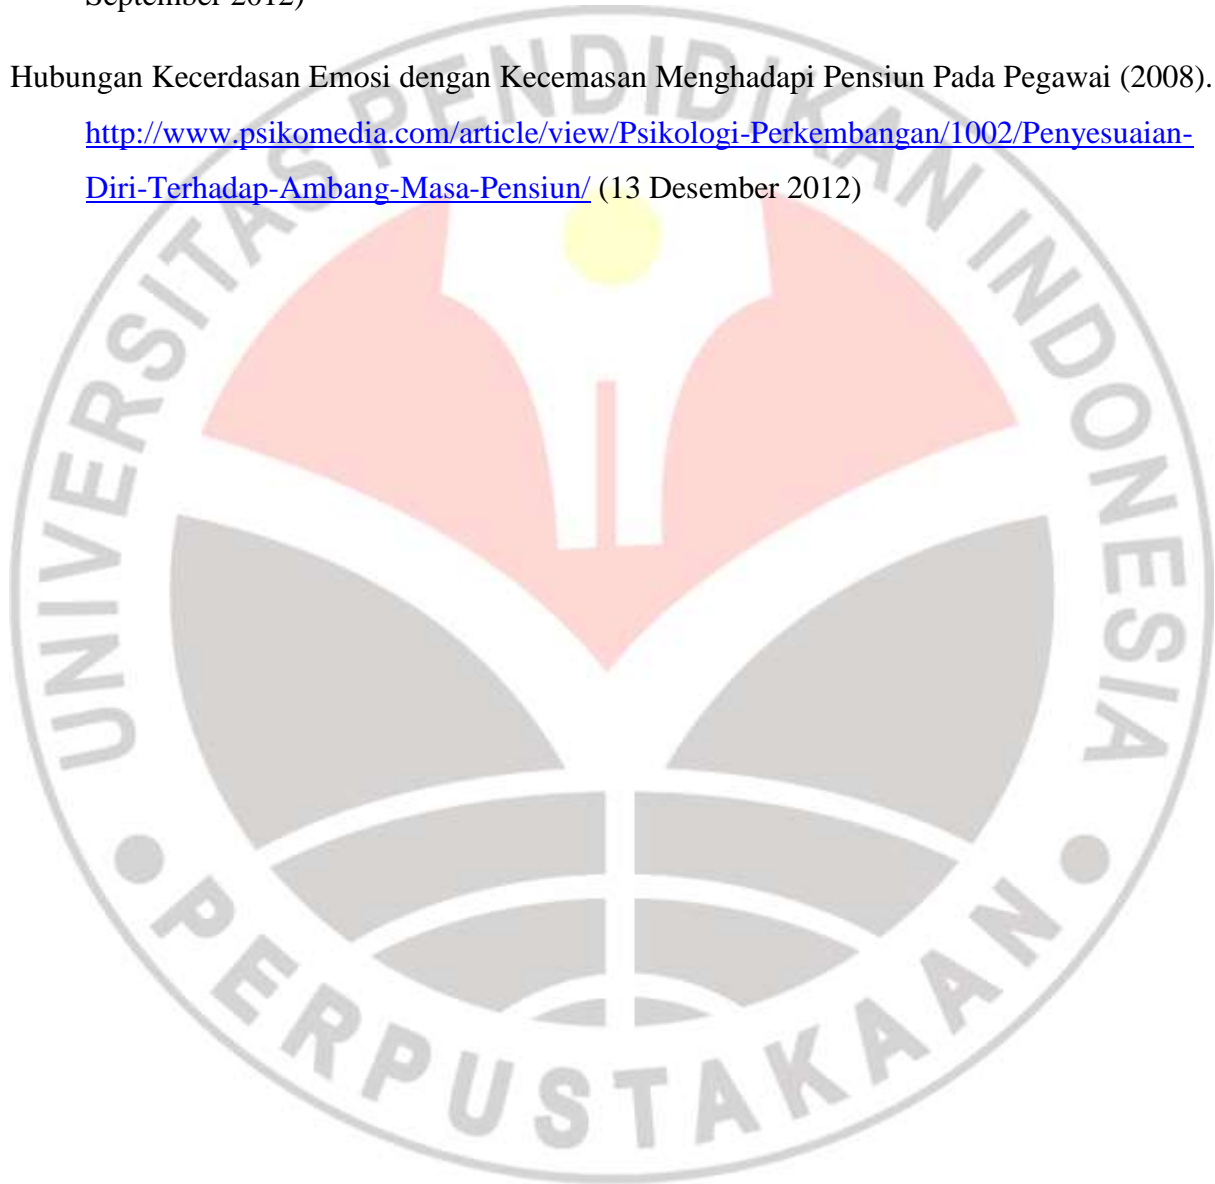 September 2012)
Hubungan Kecerdasan Emosi dengan Kecemasan Menghadapi Pensiun Pada Pegawai (2008).
http://www.psikomedia.com/article/view/Psikologi-Perkembangan/1002/Penyesuaian-
Diri-Terhadap-Ambang-Masa-Pensiun/ (13 Desember 2012)
UNIVERSITAS PENDIDIKAN INDONESIA
PERPUSTAKAAN